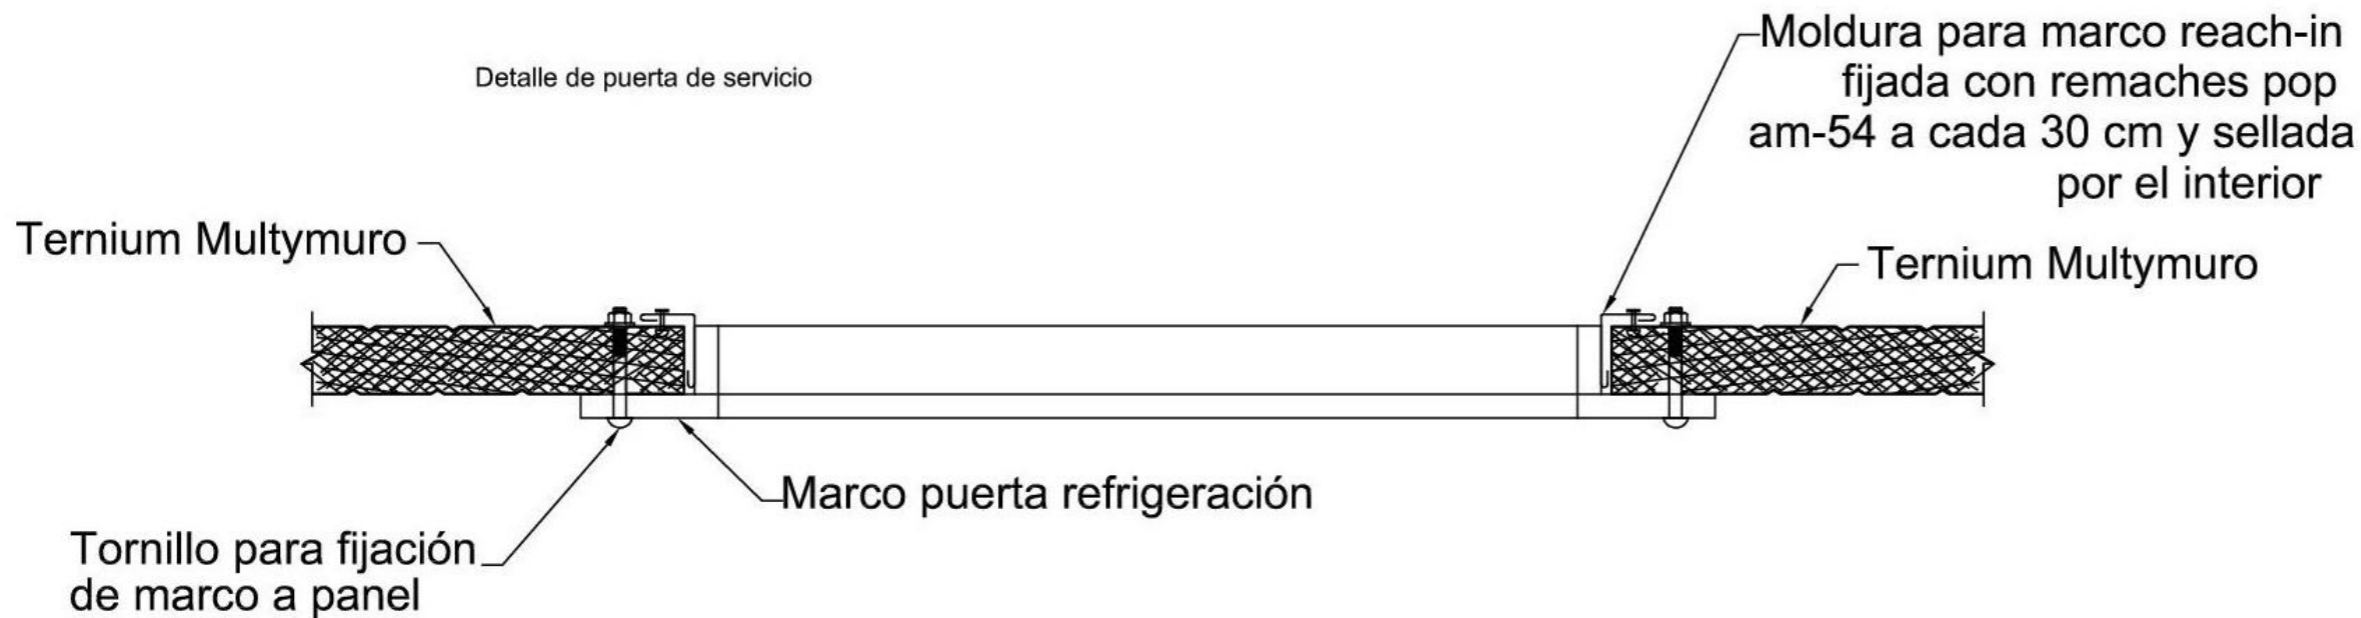 Detalle de puerta de servicio
Moldura para marco reach-in
fijada con remaches pop
am-54 a cada 30 cm y sellada
por el interior
Ternium Multymuro
Ternium Multymuro
Marco puerta refrigeración
Tornillo para fijación
de marco a panel